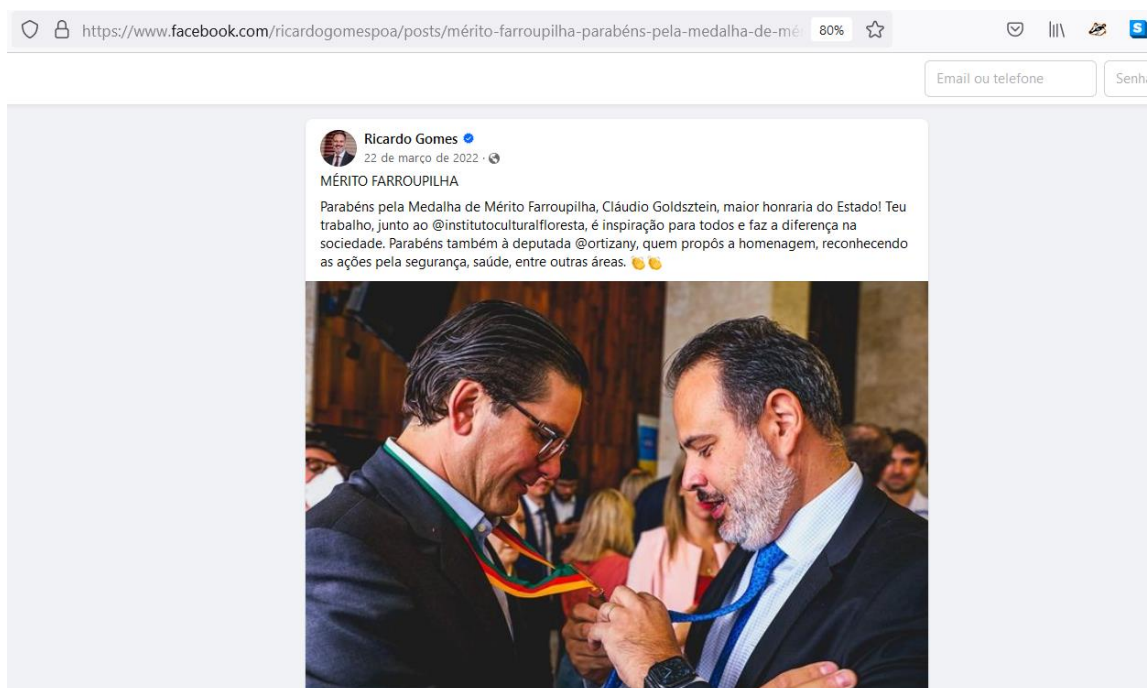 https://www.facebook.com/ricardogomespoa/posts/mérito-farroupilha-parabéns-pela-medalha-de-mé
80%
S
Email ou telefone
Senha
Ricardo Gomes
22 de março de 2022 ·
MÉRITO FARROUPILHA
Parabéns pela Medalha de Mérito Farroupilha, Cláudio Goldsztein, maior honraria do Estado! Teu
trabalho, junto ao @institutoculturalfloresta, é inspiração para todos e faz a diferença na
sociedade. Parabéns também à deputada @ortizany, quem propôs a homenagem, reconhecendo
as ações pela segurança, saúde, entre outras áreas. 👏👏